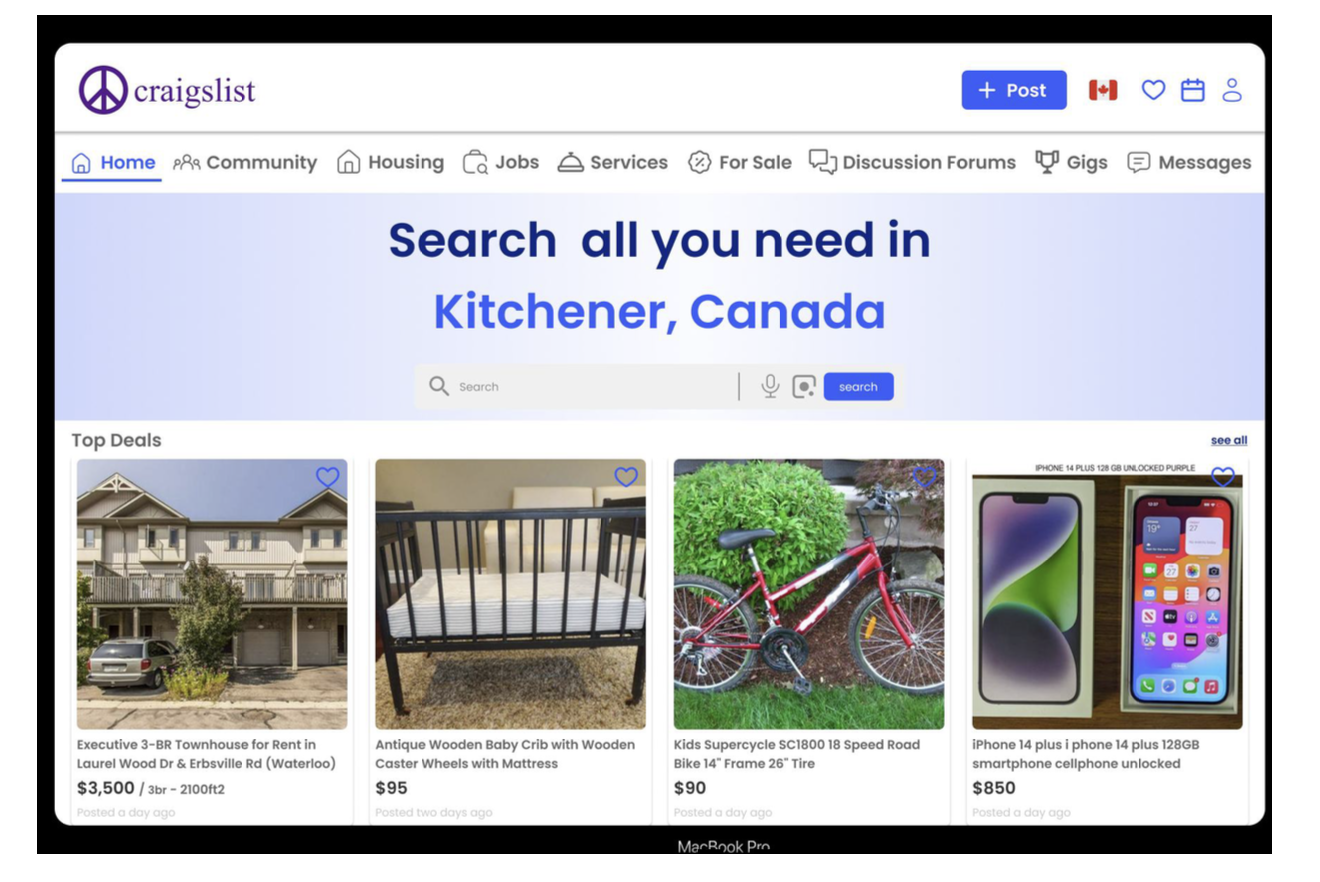 craigslist
+ Post
Home Community Housing Jobs Services For Sale Discussion Forums Gigs Messages
Search all you need in
Kitchener, Canada
Search search
Top Deals see all
IPHONE 14 PLUS 128 GB UNLOCKED PURPLE
Executive 3-BR Townhouse for Rent in
Laurel Wood Dr & Erbsville Rd (Waterloo)
$3,500 / 3br - 2100ft2
Posted a day ago
Antique Wooden Baby Crib with Wooden
Caster Wheels with Mattress
$95
Posted two days ago
Kids Supercycle SC1800 18 Speed Road
Bike 14" Frame 26" Tire
$90
Posted a day ago
iPhone 14 plus i phone 14 plus 128GB
smartphone cellphone unlocked
$850
Posted a day ago
MacBook Pro